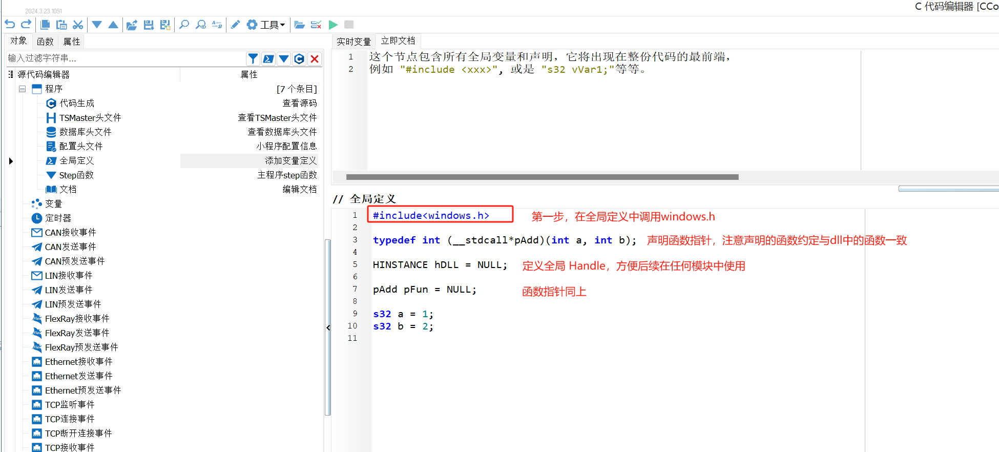 2024.3.23.1091
C 代码编辑器 [CCo
工具
对象 函数 属性
实时变量 立即文档
输入过滤字符串...
源代码编辑器 属性
程序 [7 个条目]
代码生成 查看源码
TSMaster头文件 查看TSMaster头文件
数据库头文件 查看数据库头文件
配置头文件 小程序配置信息
全局定义 添加变量定义
Step函数 主程序step函数
文档 编辑文档
变量
定时器
CAN接收事件
CAN发送事件
CAN预发送事件
LIN接收事件
LIN发送事件
LIN预发送事件
FlexRay接收事件
FlexRay发送事件
FlexRay预发送事件
Ethernet接收事件
Ethernet发送事件
Ethernet预发送事件
TCP监听事件
TCP连接事件
TCP断开连接事件
TCP接收事件
1 这个节点包含所有全局变量和声明，它将出现在整份代码的最前端，
2 例如 "#include <xxx>", 或是 "s32 vVar1;"等等。
// 全局定义
1 #include<windows.h> 第一步，在全局定义中调用windows.h
2
3 typedef int (__stdcall*pAdd)(int a, int b); 声明函数指针，注意声明的函数约定与dll中的函数一致
4
5 HINSTANCE hDLL = NULL; 定义全局 Handle，方便后续在任何模块中使用
6
7 pAdd pFun = NULL; 函数指针同上
8
9 s32 a = 1;
10 s32 b = 2;
11